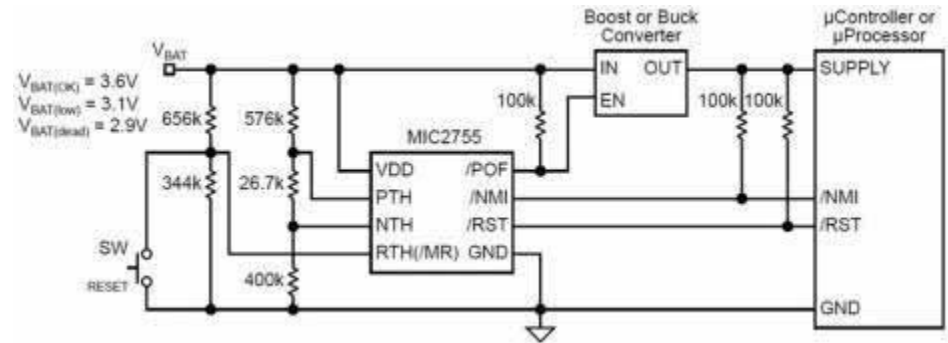 Boost or Buck
Converter
µController or
µProcessor
VBAT
IN OUT
SUPPLY
VBAT(OK) = 3.6V
VBAT(low) = 3.1V
VBAT(dead) = 2.9V
EN
100k
100k 100k
656k
576k
MIC2755
344k
26.7k
VDD /POF
PTH /NMI
/NMI
NTH /RST
/RST
RTH(/MR) GND
SW
RESET
400k
GND